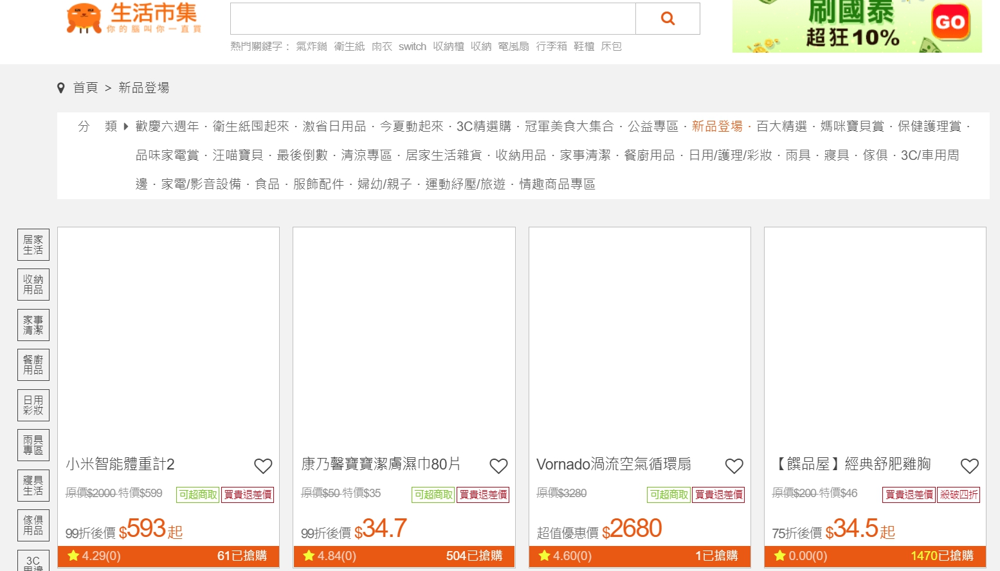 生活市集
你的腦叫你一直買
刷國泰
超狂10%
GO
熱門關鍵字： 氣炸鍋 衛生紙 雨衣 switch 收納櫃 收納 電風扇 行李箱 鞋櫃 床包
首頁 > 新品登場
分 類 歡慶六週年．衛生紙囤起來．激省日用品．今夏動起來．3C精選購．冠軍美食大集合．公益專區．新品登場．百大精選．媽咪寶貝賞．保健護理賞．
品味家電賞．汪喵寶貝．最後倒數．清涼專區．居家生活雜貨．收納用品．家事清潔．餐廚用品．日用/護理/彩妝．雨具．寢具．傢俱．3C/車用周
邊．家電/影音設備．食品．服飾配件．婦幼/親子．運動紓壓/旅遊．情趣商品專區
居家
生活
收納
用品
家事
清潔
餐廚
用品
日用
彩妝
雨具
專區
寢具
生活
傢俱
用品
3C
周邊
小米智能體重計2
原價$2000 特價$599 可超商取 買貴退差價
99折後價 $593起
4.29(0) 61已搶購
康乃馨寶寶潔膚濕巾80片
原價$50 特價$35 可超商取 買貴退差價
99折後價 $34.7
4.84(0) 504已搶購
Vornado渦流空氣循環扇
原價$3280 可超商取 買貴退差價
超值優惠價 $2680
4.60(0) 1已搶購
【饌品屋】經典舒肥雞胸
原價$200 特價$46 買貴退差價 殺破四折
75折後價 $34.5起
0.00(0) 1470已搶購